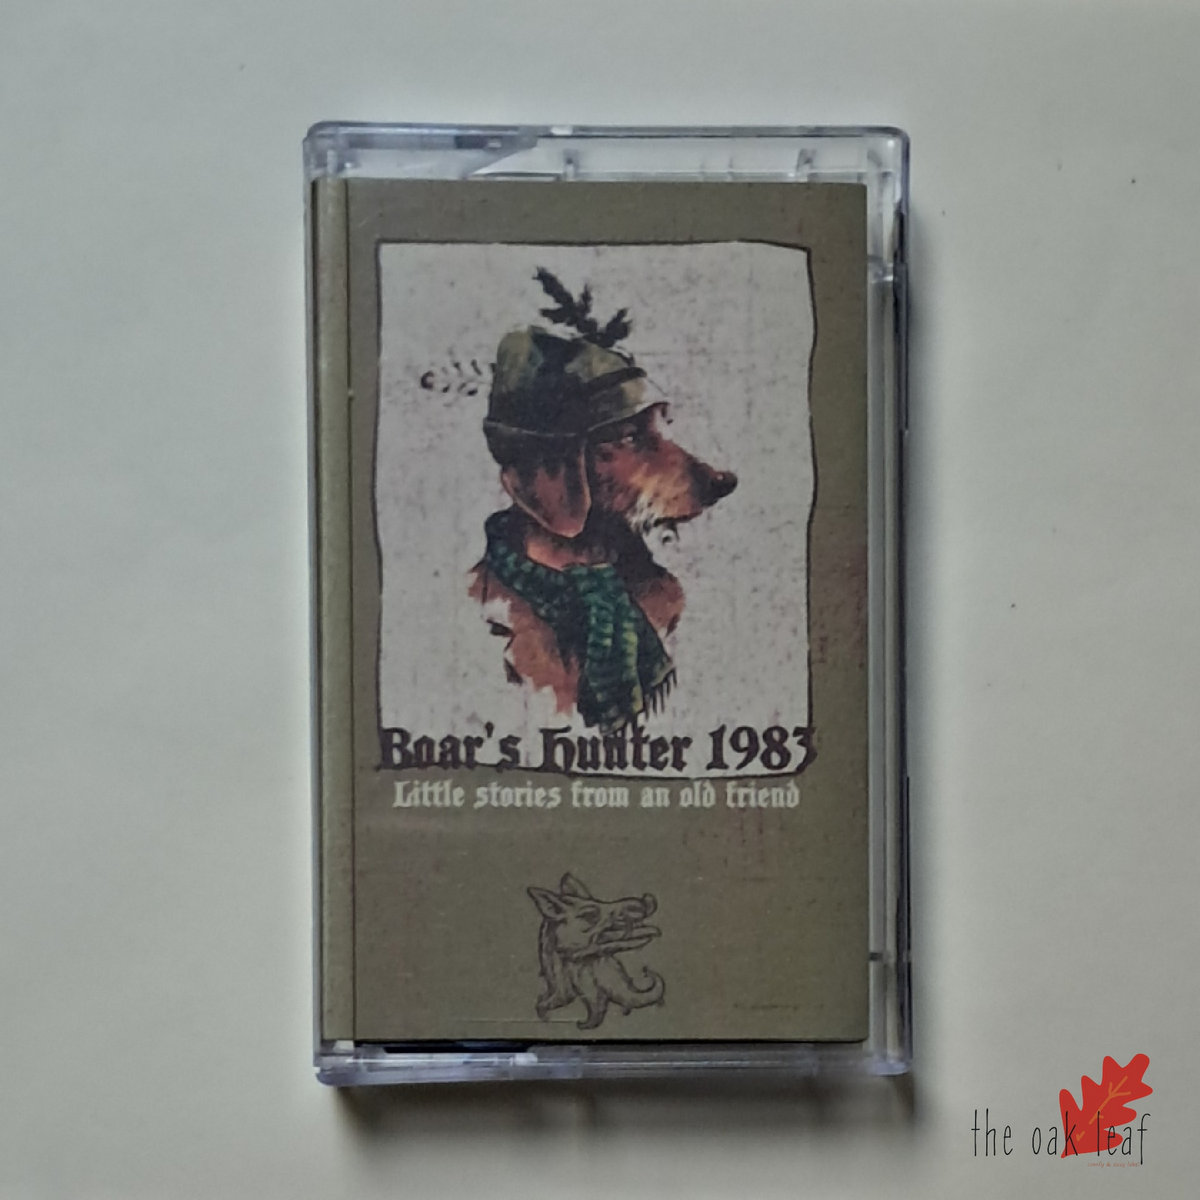 Boar's Hunter 1983
Little stories from an old friend
the oak leaf